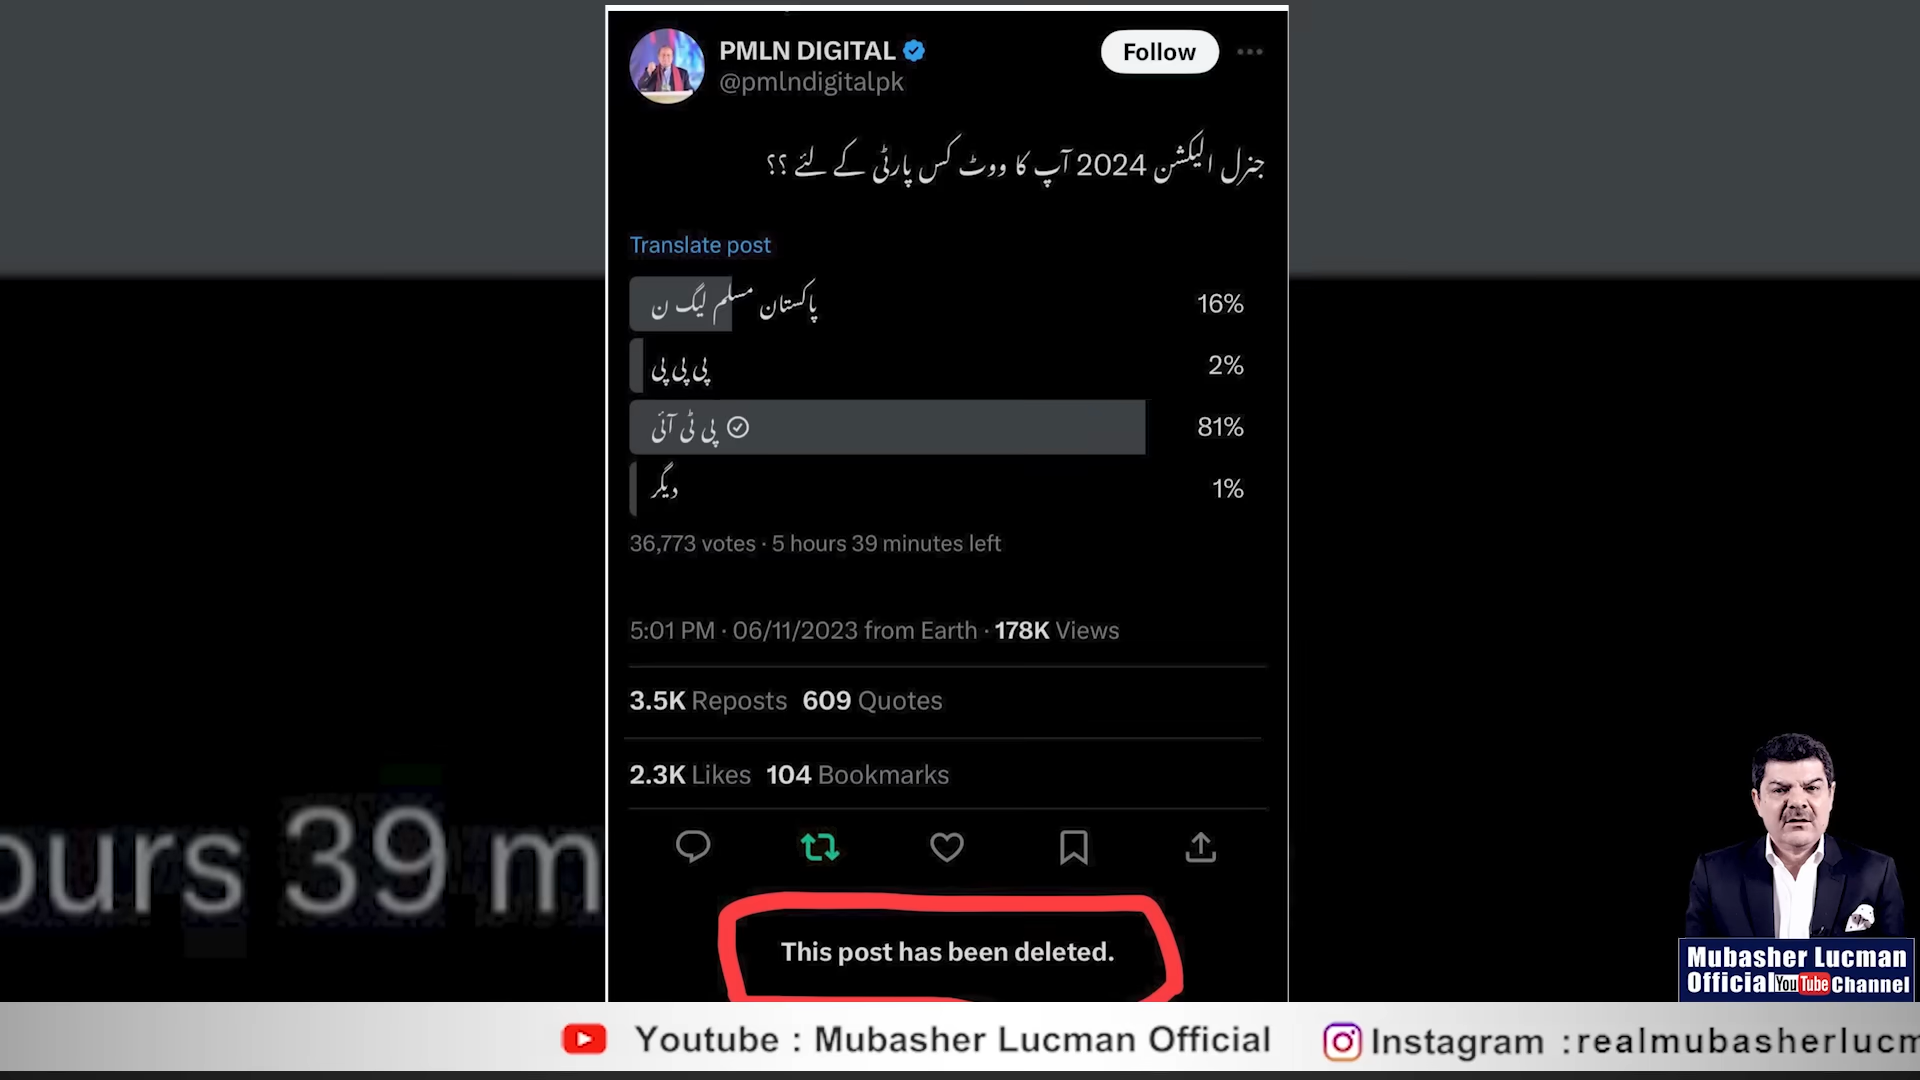 PMLN DIGITAL
@pmlndigitalpk
Follow
جنرل الیکشن 2024 آپ کا ووٹ کس پارٹی کے لئے ؟؟
Translate post
پاکستان مسلم لیگ ن 16%
پی پی پی 2%
پی ٹی آئی 81%
دیگر 1%
36,773 votes · 5 hours 39 minutes left
5:01 PM · 06/11/2023 from Earth · 178K Views
3.5K Reposts 609 Quotes
2.3K Likes 104 Bookmarks
This post has been deleted.
ours 39 m
Mubasher Lucman
Official YouTube Channel
Youtube : Mubasher Lucman Official
Instagram :realmubasherlucm